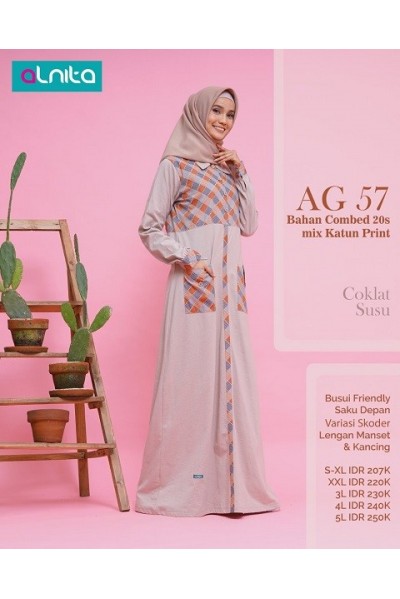 alnita
AG 57
Bahan Combed 20s
mix Katun Print
Coklat
Susu
Busui Friendly
Saku Depan
Variasi Skoder
Lengan Manset
& Kancing
S-XL IDR 207K
XXL IDR 220K
3L IDR 230K
4L IDR 240K
5L IDR 250K